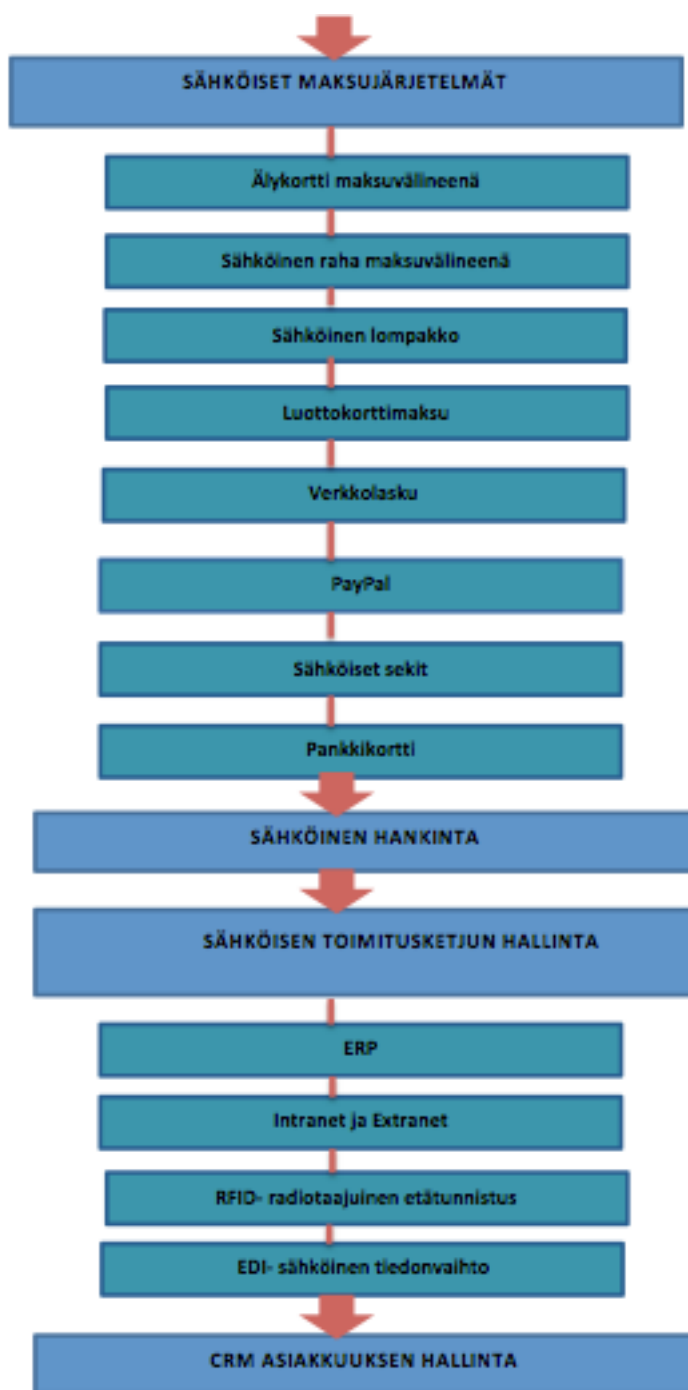 SÄHKÖISET MAKSUJÄRJETELMÄT
Älykortti maksuvälineenä
Sähköinen raha maksuvälineenä
Sähköinen lompakko
Luottokorttimaksu
Verkkolasku
PayPal
Sähköiset sekit
Pankkikortti
SÄHKÖINEN HANKINTA
SÄHKÖISEN TOIMITUSKETJUN HALLINTA
ERP
Intranet ja Extranet
RFID- radiotaajuinen etätunnistus
EDI- sähköinen tiedonvaihto
CRM ASIAKKUUKSEN HALLINTA